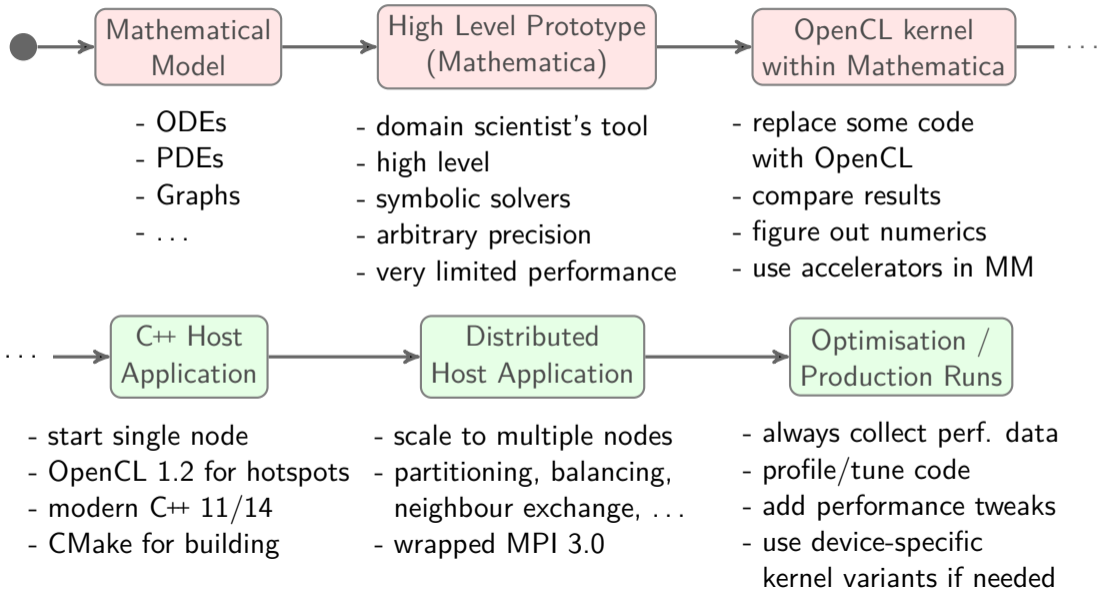 Mathematical
Model
- ODEs
- PDEs
- Graphs
- ...
High Level Prototype
(Mathematica)
- domain scientist's tool
- high level
- symbolic solvers
- arbitrary precision
- very limited performance
OpenCL kernel
within Mathematica
...
- replace some code
with OpenCL
- compare results
- figure out numerics
- use accelerators in MM
...
C++ Host
Application
- start single node
- OpenCL 1.2 for hotspots
- modern C++ 11/14
- CMake for building
Distributed
Host Application
- scale to multiple nodes
- partitioning, balancing,
neighbour exchange, ...
- wrapped MPI 3.0
Optimisation /
Production Runs
- always collect perf. data
- profile/tune code
- add performance tweaks
- use device-specific
kernel variants if needed